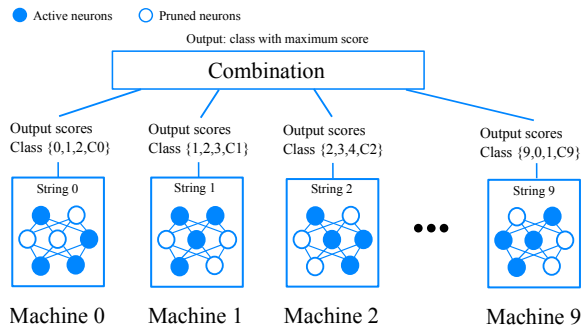 Active neurons
Pruned neurons
Output: class with maximum score
Combination
Output scores
Class {0,1,2,C0}
Output scores
Class {1,2,3,C1}
Output scores
Class {2,3,4,C2}
Output scores
Class {9,0,1,C9}
String 0
String 1
String 2
String 9
Machine 0
Machine 1
Machine 2
Machine 9